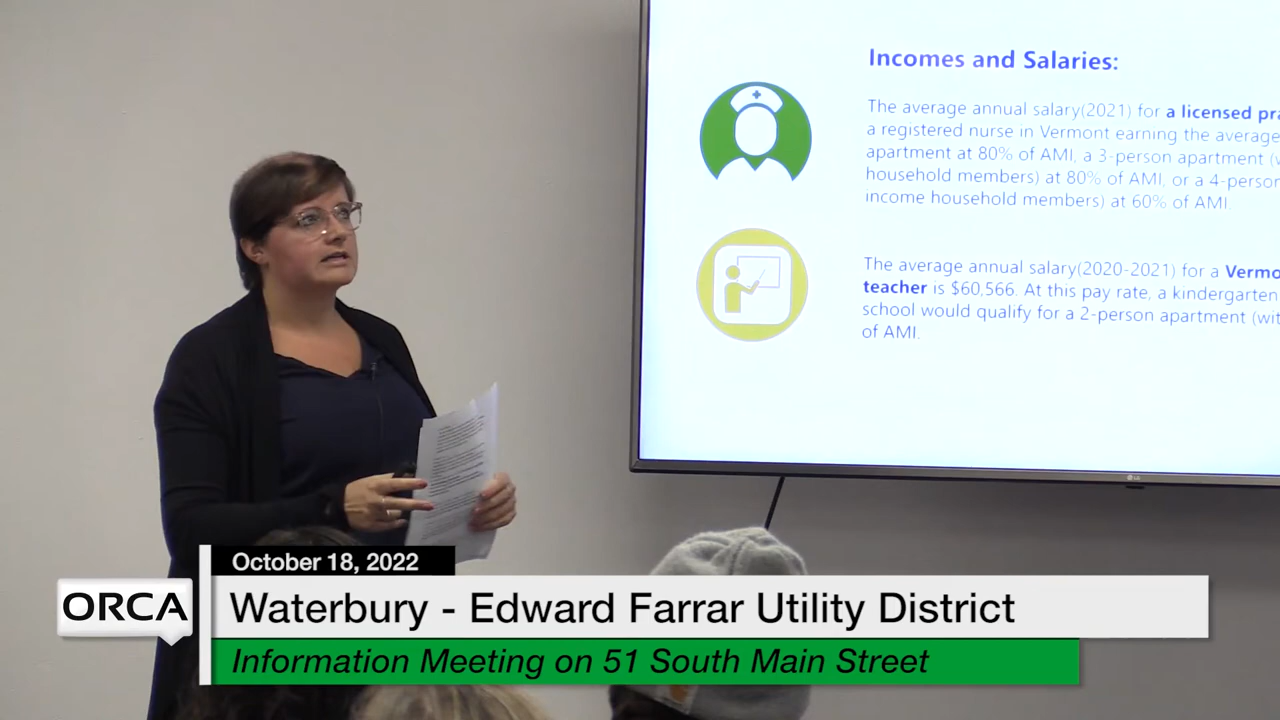 Incomes and Salaries:
The average annual salary(2021) for a licensed
a registered nurse in Vermont earning the average
apartment at 80% of AMI, a 3-person apartment
household members) at 80% of AMI, or a 4-person
income household members) at 60% of AMI.
The average annual salary(2020-2021) for a
teacher is $60,566. At this pay rate, a kindergarten
school would qualify for a 2-person apartment
of AMI.
LG
October 18, 2022
ORCA
Waterbury - Edward Farrar Utility District
Information Meeting on 51 South Main Street